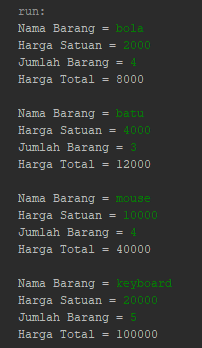 run:
Nama Barang = bola
Harga Satuan = 2000
Jumlah Barang = 4
Harga Total = 8000
Nama Barang = batu
Harga Satuan = 4000
Jumlah Barang = 3
Harga Total = 12000
Nama Barang = mouse
Harga Satuan = 10000
Jumlah Barang = 4
Harga Total = 40000
Nama Barang = keyboard
Harga Satuan = 20000
Jumlah Barang = 5
Harga Total = 100000